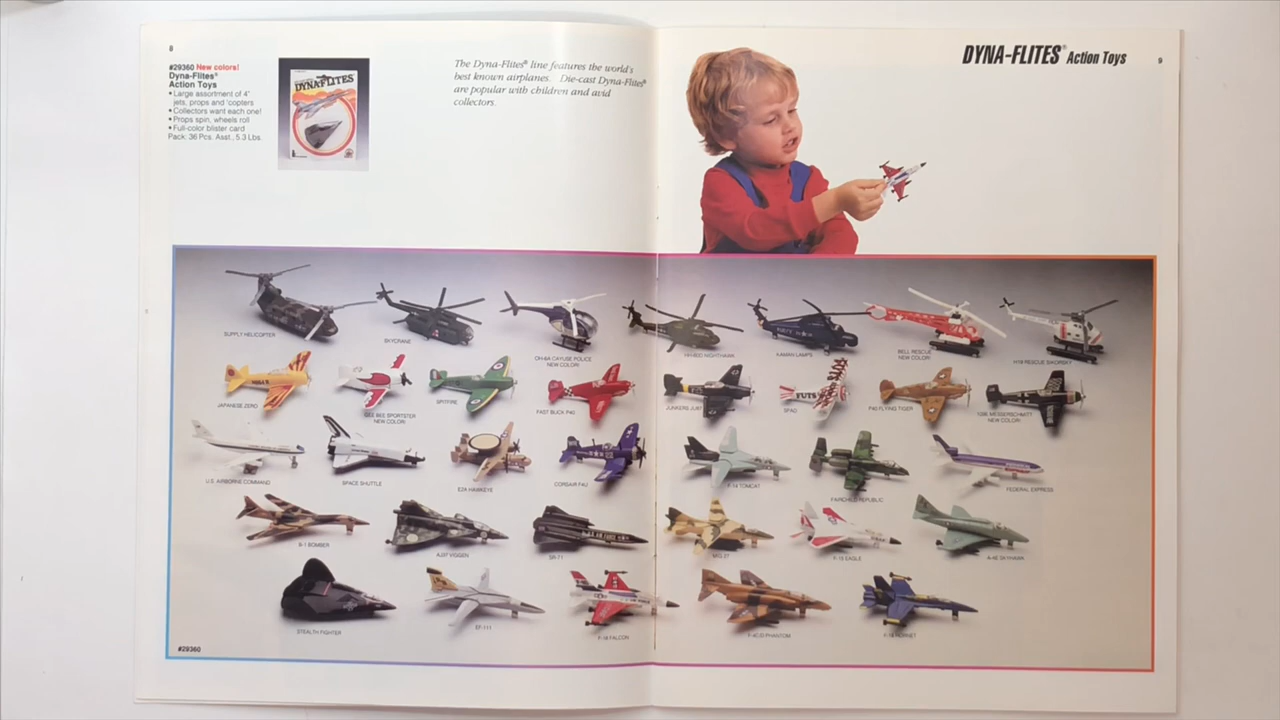 8
#29360 New colors!
Dyna-Flites®
Action Toys
• Large assortment of 4"
jets, props and 'copters
• Collectors want each one!
• Props spin, wheels roll
• Full-color blister card
Pack: 36 Pcs. Asst., 5.3 Lbs.
DYNA-FLITES
The Dyna-Flites® line features the world's
best known airplanes. Die-cast Dyna-Flites®
are popular with children and avid
collectors.
DYNA-FLITES® Action Toys
9
SUPPLY HELICOPTER
SKYCRANE
OH-6A CAYUSE POLICE
NEW COLOR!
HH-60D NIGHTHAWK
KAMAN LAMPS
BELL RESCUE
NEW COLOR!
H19 RESCUE SIKORSKY
JAPANESE ZERO
GEE BEE SPORTSTER
NEW COLOR!
SPITFIRE
FAST BUCK P40
JUNKERS JU87
SPAD
P40 FLYING TIGER
109E MESSERSCHMITT
NEW COLOR!
U.S. AIRBORNE COMMAND
SPACE SHUTTLE
E2A HAWKEYE
CORSAIR F4U
F-14 TOMCAT
FAIRCHILD REPUBLIC
FEDERAL EXPRESS
B-1 BOMBER
AJ37 VIGGEN
SR-71
MIG 27
F-15 EAGLE
A-4E SKYHAWK
STEALTH FIGHTER
EF-111
F-16 FALCON
F-4C/D PHANTOM
F-18 HORNET
#29360